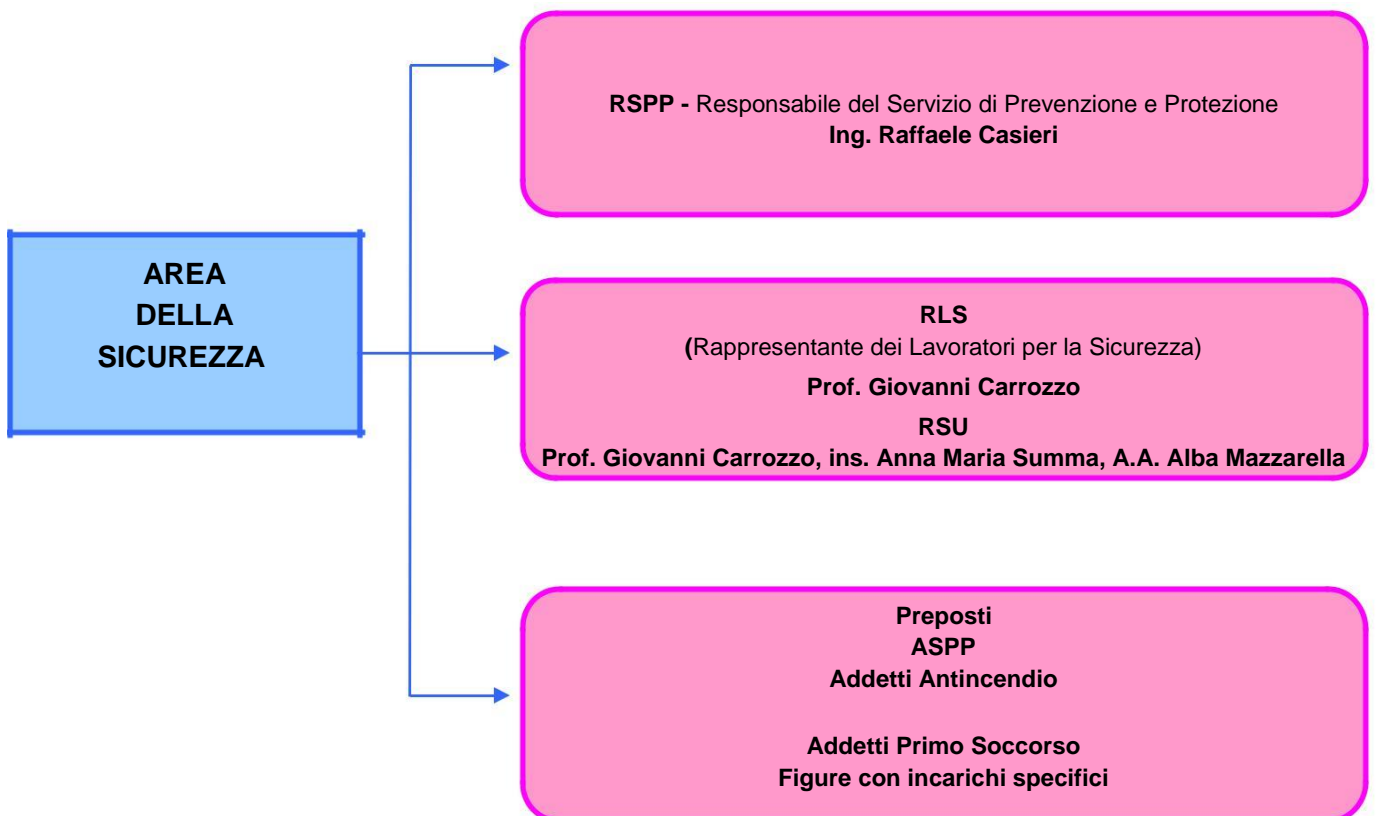 AREA
DELLA
SICUREZZA
RSPP - Responsabile del Servizio di Prevenzione e Protezione
Ing. Raffaele Casieri
RLS
(Rappresentante dei Lavoratori per la Sicurezza)
Prof. Giovanni Carrozzo
RSU
Prof. Giovanni Carrozzo, ins. Anna Maria Summa, A.A. Alba Mazzarella
Preposti
ASPP
Addetti Antincendio
Addetti Primo Soccorso
Figure con incarichi specifici